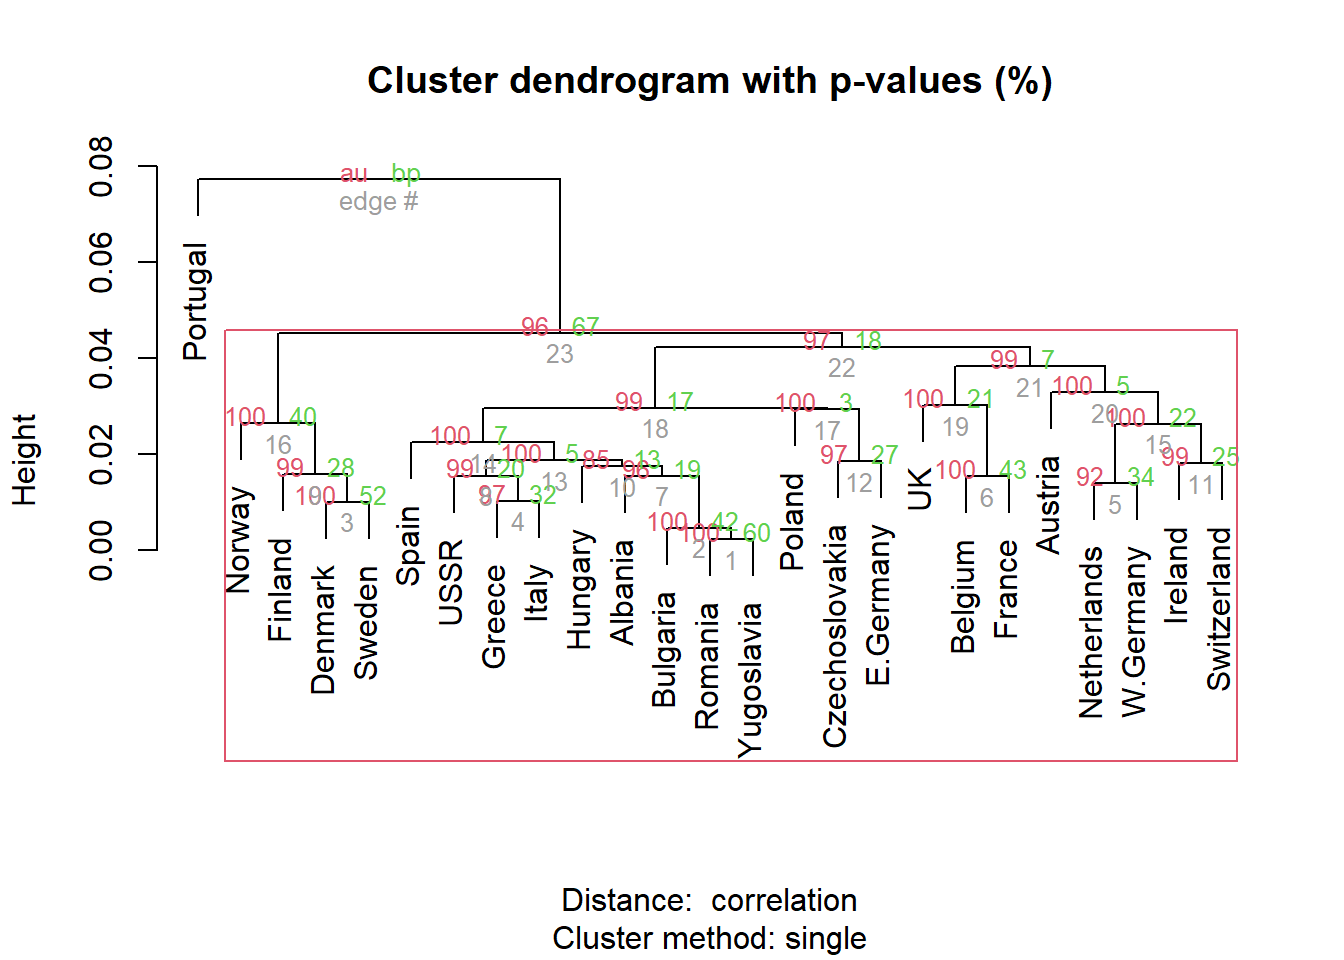 Cluster dendrogram with p-values (%)
Height
0.00 0.02 0.04 0.06 0.08
au bp
edge #
96 67
23
97 18
22
99 7
21
100 5
20
100 40
16
99 17
18
100 3
17
100 21
19
100 22
15
100 7
14
100 5
13
85 13
10
99 28
9
99 20
8
96 19
7
97 27
12
100 43
6
99 25
11
92 34
5
100 52
3
97 32
4
100 42
2
100 60
1
Portugal
Norway
Finland
Denmark
Sweden
Spain
USSR
Greece
Italy
Hungary
Albania
Bulgaria
Romania
Yugoslavia
Poland
Czechoslovakia
E.Germany
UK
Belgium
France
Austria
Netherlands
W.Germany
Ireland
Switzerland
Distance: correlation
Cluster method: single